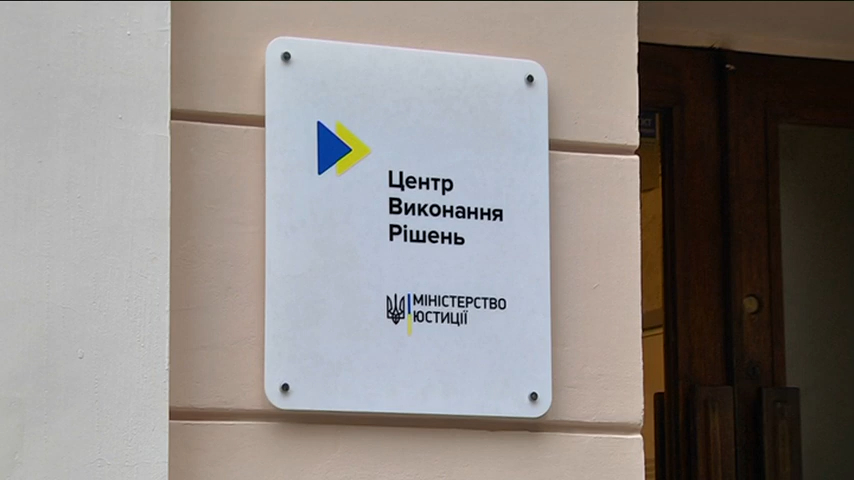 Центр
Виконання
Рішень
МІНІСТЕРСТВО
ЮСТИЦІЇ